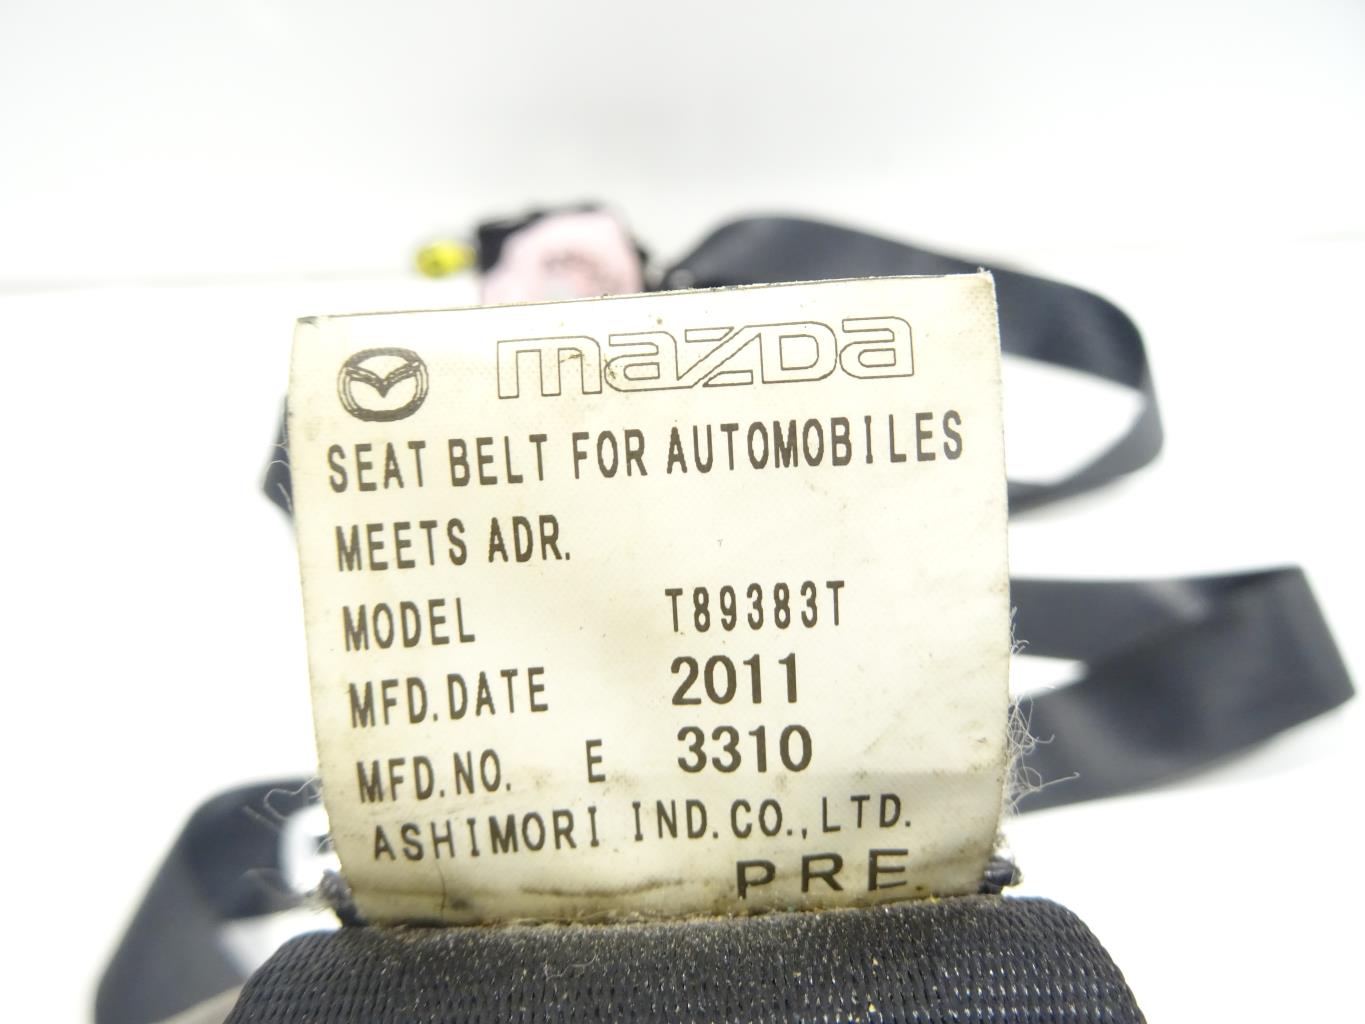 mazda
SEAT BELT FOR AUTOMOBILES
MEETS ADR.
MODEL T89383T
MFD.DATE 2011
MFD.NO. E 3310
ASHIMORI IND.CO.,LTD.
PRE